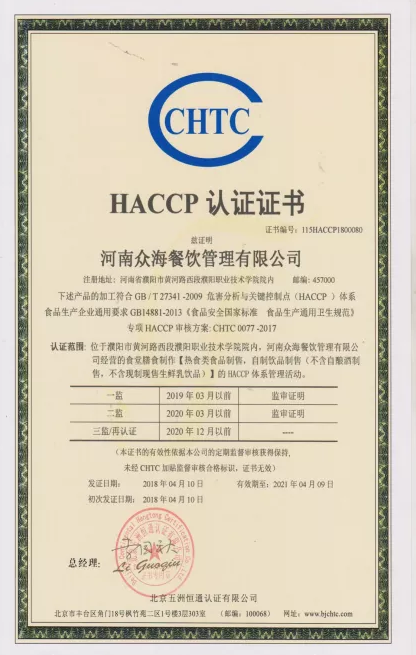 CHTC
HACCP 认证证书
证书编号：115HACCP1800080
兹证明
河南众海餐饮管理有限公司
注册地址：河南省濮阳市黄河路西段濮阳职业技术学院院内 邮编：457000
下述产品的加工符合 GB / T 27341 -2009 危害分析与关键控制点（HACCP ）体系
食品生产企业通用要求 GB14881-2013《食品安全国家标准 食品生产通用卫生规范》
专项 HACCP 审核方案：CHTC 0077 -2017
认证范围：位于濮阳市黄河路西段濮阳职业技术学院院内，河南众海餐饮管理有限公
司经营的食堂膳食制作【热食类食品制售，自制饮品制售（不含自酿酒制
售，不含现制现售生鲜乳饮品）】的 HACCP 体系管理活动。
一监 2019 年 03 月以前 监审证明
二监 2020 年 03 月以前 监审证明
三监/再认证 2020 年 12 月以前 ----
（本证书的有效性依据本公司的定期监督审核获得保持，
未经 CHTC 加贴监督审核合格标识，证书无效）
发证日期： 2018 年 04 月 10 日 有效期至：2021 年 04 月 09 日
初次发证日期：2018 年 04 月 10 日
总经理：
Li Guoqiu
北京五洲恒通认证有限公司
北京市丰台区角门18号枫竹苑二区1号楼3层303室 （邮编：100068） 网址：www.bjchtc.com